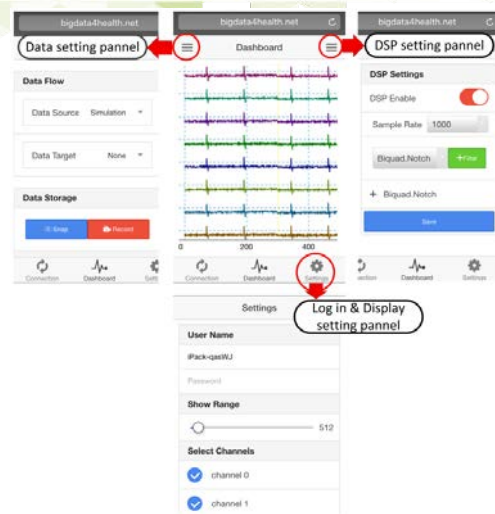 bigdata4health.net
Data setting pannel
Data Flow
Data Source Simulation
Data Target None
Data Storage
Snap Record
Connection Dashboard Setti
bigdata4health.net
Dashboard
0 200 400
Connection Dashboard Settings
bigdata4health.net
DSP setting pannel
DSP Settings
DSP Enable
Sample Rate 1000
Biquad.Notch +Filter
+ Biquad.Notch
Save
ection Dashboard Settings
Log in & Display
setting pannel
Settings
User Name
iPack-qasWJ
Password
Show Range
512
Select Channels
channel 0
channel 1